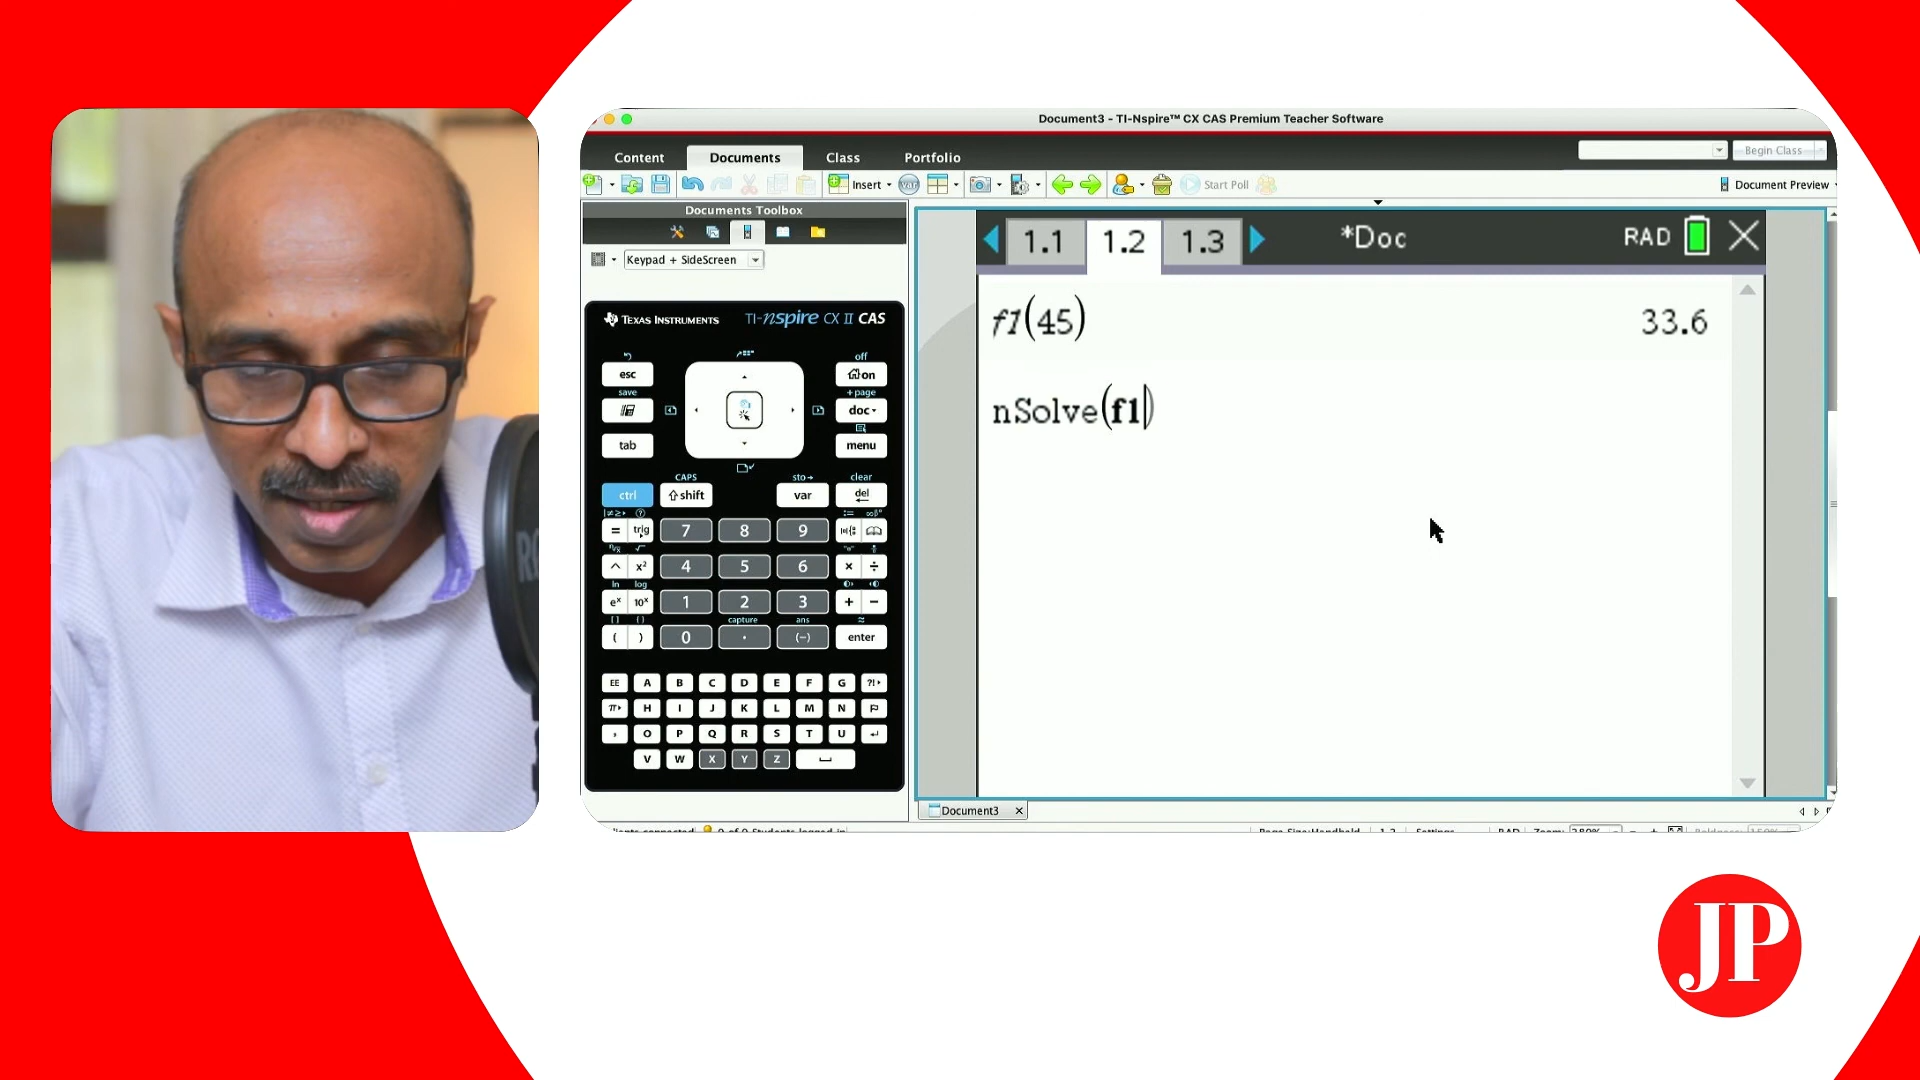 Document3 - TI-Nspire™ CX CAS Premium Teacher Software
Content Documents Class Portfolio
Begin Class
Insert var Start Poll Document Preview
Documents Toolbox
Keypad + SideScreen
1.1 1.2 1.3 *Doc RAD
f1(45) 33.6
nSolve(f1)
TEXAS INSTRUMENTS TI-nspire CX II CAS
off
esc on
save +page
doc
tab menu
CAPS sto→ clear
ctrl shift var del
= trig 7 8 9
^ x² 4 5 6 × ÷
ln log
eˣ 10ˣ 1 2 3 + −
[ ] { } capture ans ≈
( ) 0 . (−) enter
EE A B C D E F G ?!▸
π▸ H I J K L M N
, O P Q R S T U
V W X Y Z
Document3
JP